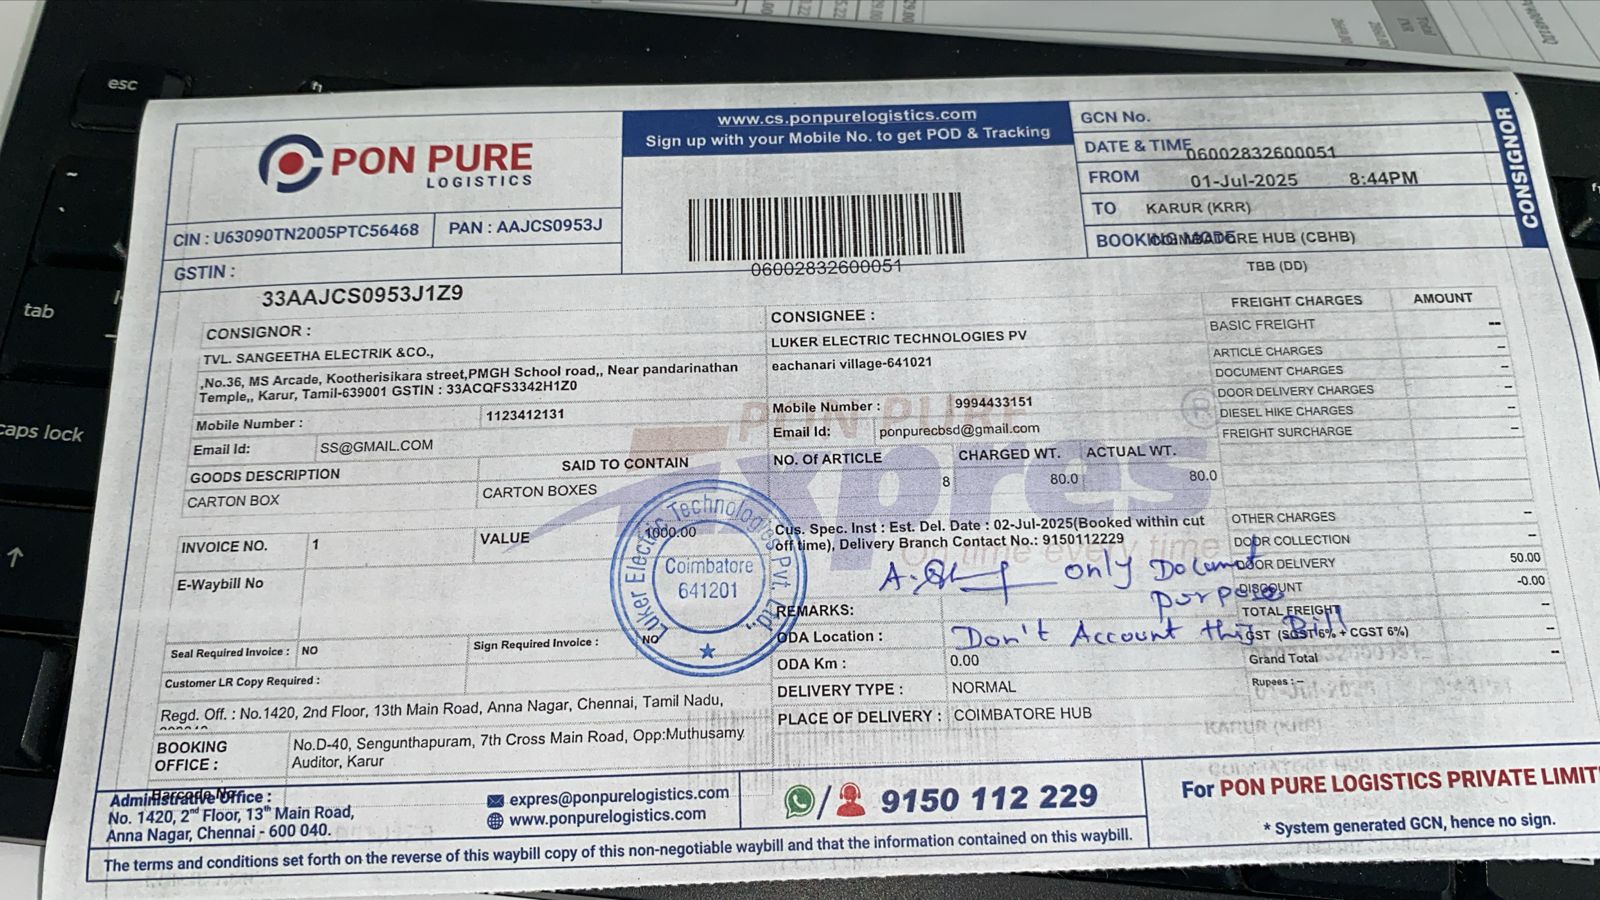 esc
tab
caps lock
PON PURE
LOGISTICS
www.cs.ponpurelogistics.com
Sign up with your Mobile No. to get POD & Tracking
CONSIGNOR
GCN No.
DATE & TIME
06002832600051
FROM
01-Jul-2025 8:44PM
TO KARUR (KRR)
BOOKING MODE COIMBATORE HUB (CBHB)
TBB (DD)
CIN : U63090TN2005PTC56468 PAN : AAJCS0953J
06002832600051
GSTIN :
33AAJCS0953J1Z9
CONSIGNOR :
TVL. SANGEETHA ELECTRIK &CO.,
,No.36, MS Arcade, Kootherisikara street,PMGH School road,, Near pandarinathan
Temple,, Karur, Tamil-639001 GSTIN : 33ACQFS3342H1Z0
Mobile Number : 1123412131
Email Id: SS@GMAIL.COM
GOODS DESCRIPTION SAID TO CONTAIN
CARTON BOX CARTON BOXES
INVOICE NO. 1 VALUE 1000.00
E-Waybill No
Seal Required Invoice : NO Sign Required Invoice : NO
Customer LR Copy Required :
CONSIGNEE :
LUKER ELECTRIC TECHNOLOGIES PV
eachanari village-641021
Mobile Number : 9994433151
Email Id: ponpurecbsd@gmail.com
NO. OF ARTICLE CHARGED WT. ACTUAL WT.
8 80.0 80.0
PON PURE
Expres
On time every time
Cus. Spec. Inst : Est. Del. Date : 02-Jul-2025(Booked within cut
off time), Delivery Branch Contact No.: 9150112229
only Document
purpose
REMARKS:
Don't Account this Bill
ODA Location :
ODA Km : 0.00
DELIVERY TYPE : NORMAL
PLACE OF DELIVERY : COIMBATORE HUB
Luker Electric Technologies Pvt. Ltd.,
Coimbatore
641201
FREIGHT CHARGES AMOUNT
BASIC FREIGHT --
ARTICLE CHARGES -
DOCUMENT CHARGES -
DOOR DELIVERY CHARGES -
DIESEL HIKE CHARGES -
FREIGHT SURCHARGE -
OTHER CHARGES -
DOOR COLLECTION -
DOOR DELIVERY 50.00
DISCOUNT -0.00
TOTAL FREIGHT -
GST (SGST 6% + CGST 6%) -
Grand Total --
Rupees : --
Regd. Off. : No.1420, 2nd Floor, 13th Main Road, Anna Nagar, Chennai, Tamil Nadu,
BOOKING
OFFICE :
No.D-40, Sengunthapuram, 7th Cross Main Road, Opp:Muthusamy
Auditor, Karur
Barcode No
Administrative Office :
No. 1420, 2nd Floor, 13th Main Road,
Anna Nagar, Chennai - 600 040.
expres@ponpurelogistics.com
www.ponpurelogistics.com
9150 112 229
For PON PURE LOGISTICS PRIVATE LIMIT
* System generated GCN, hence no sign.
The terms and conditions set forth on the reverse of this waybill copy of this non-negotiable waybill and that the information contained on this waybill.